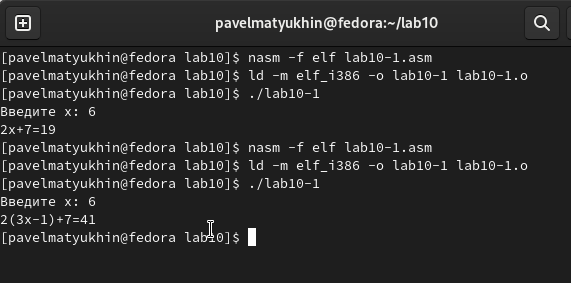 pavelmatyukhin@fedora:~/lab10
[pavelmatyukhin@fedora lab10]$ nasm -f elf lab10-1.asm
[pavelmatyukhin@fedora lab10]$ ld -m elf_i386 -o lab10-1 lab10-1.o
[pavelmatyukhin@fedora lab10]$ ./lab10-1
Введите x: 6
2x+7=19
[pavelmatyukhin@fedora lab10]$ nasm -f elf lab10-1.asm
[pavelmatyukhin@fedora lab10]$ ld -m elf_i386 -o lab10-1 lab10-1.o
[pavelmatyukhin@fedora lab10]$ ./lab10-1
Введите x: 6
2(3x-1)+7=41
[pavelmatyukhin@fedora lab10]$